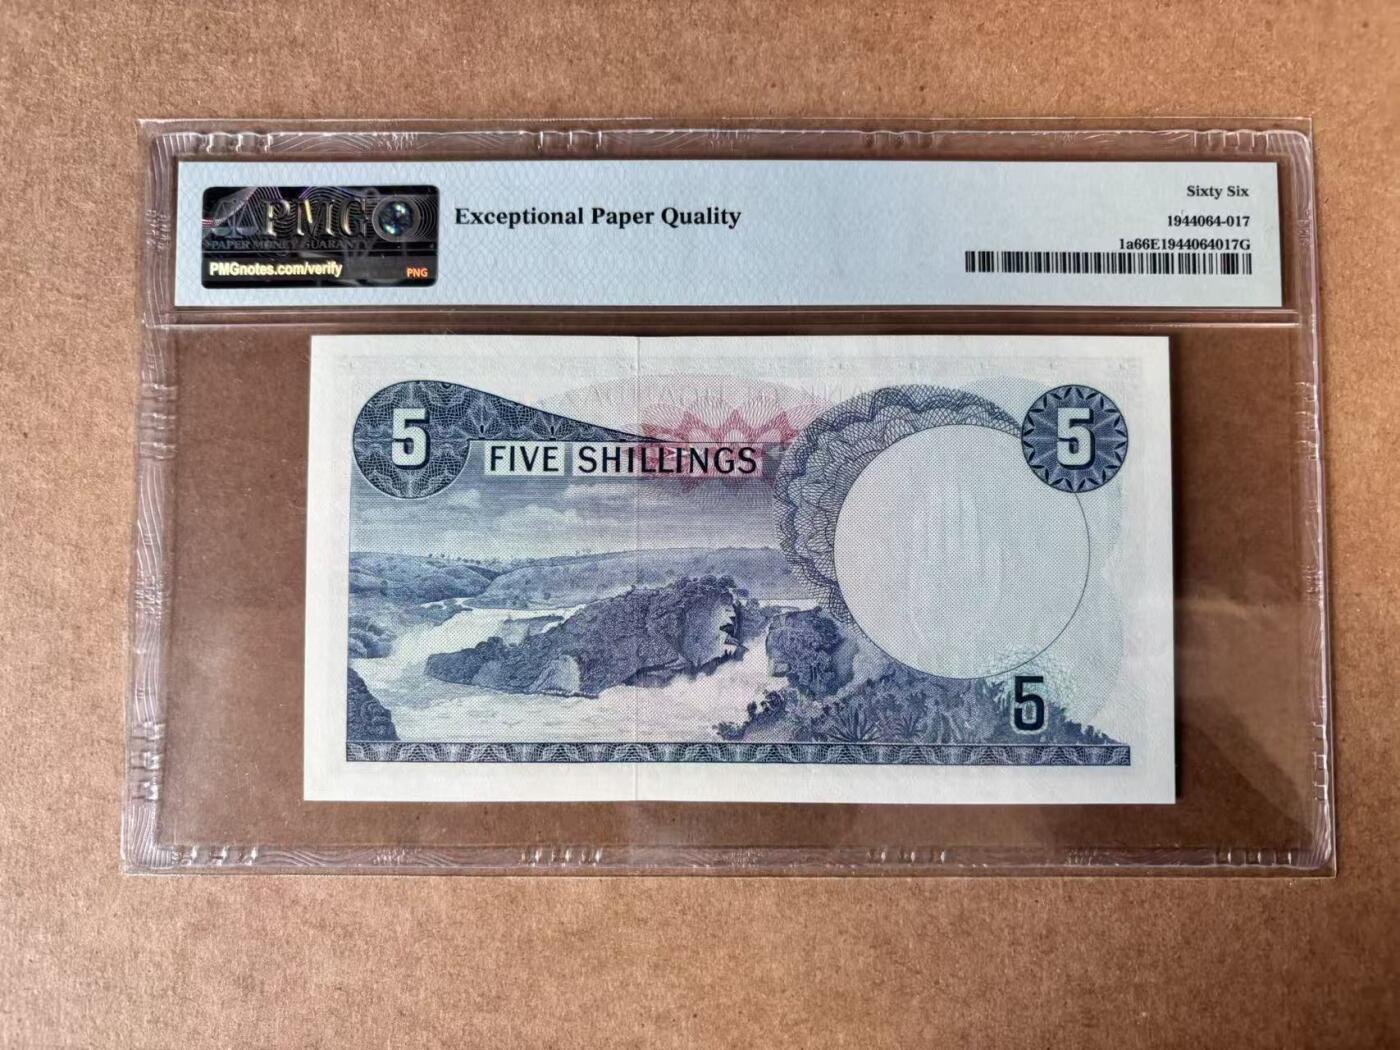 PMG
PAPER MONEY GUARANTY
PMGnotes.com/verify
PNG
Exceptional Paper Quality
Sixty Six
1944064-017
1a66E1944064017G
5
5
FIVE SHILLINGS
5